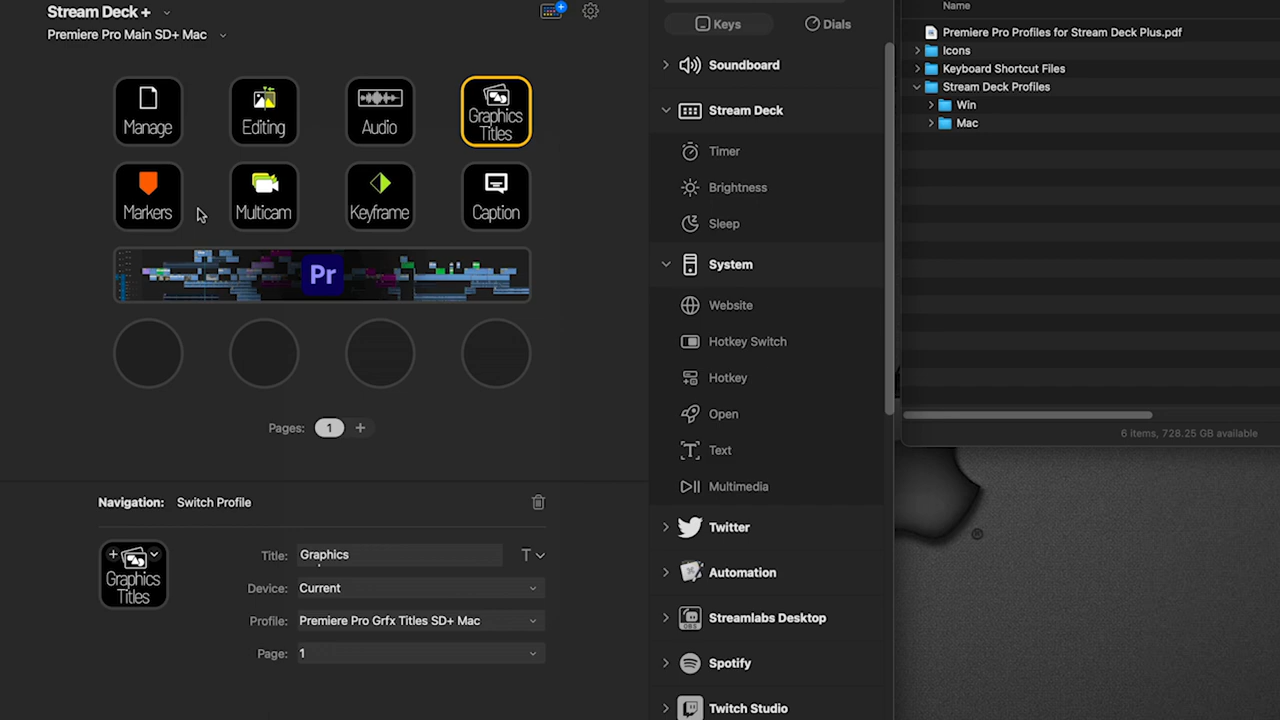 Stream Deck +
Premiere Pro Main SD+ Mac
Manage
Editing
Audio
Graphics
Titles
Markers
Multicam
Keyframe
Caption
Pr
Pages:
1
+
Navigation: Switch Profile
Graphics
Titles
Title: Graphics
T
Device: Current
Profile: Premiere Pro Grfx Titles SD+ Mac
Page: 1
Keys
Dials
Soundboard
Stream Deck
Timer
Brightness
Sleep
System
Website
Hotkey Switch
Hotkey
Open
Text
Multimedia
Twitter
Automation
OBS
Streamlabs Desktop
Spotify
Twitch Studio
Name
Premiere Pro Profiles for Stream Deck Plus.pdf
Icons
Keyboard Shortcut Files
Stream Deck Profiles
Win
Mac
6 items, 728.25 GB available